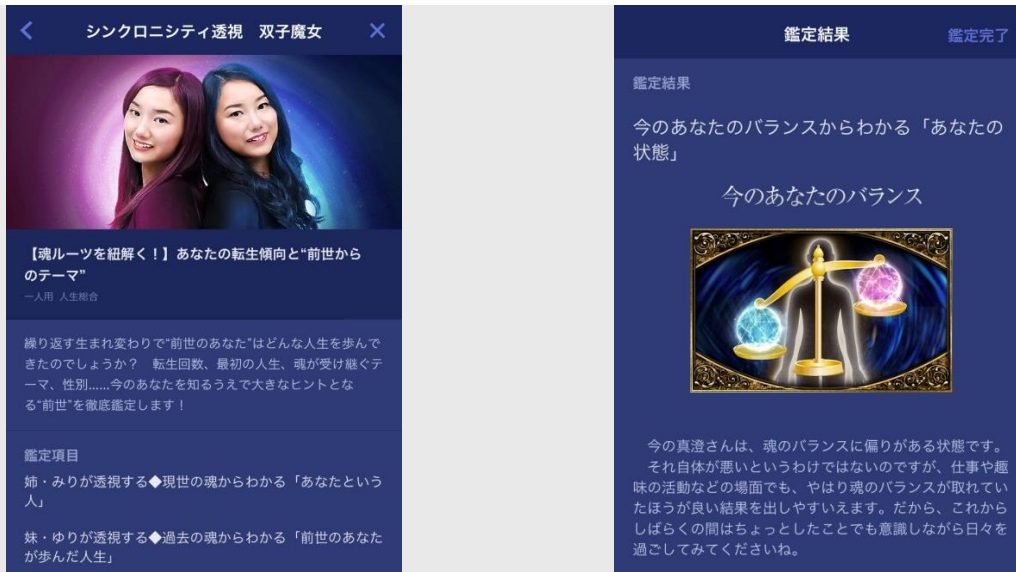 シンクロニシティ透視　双子魔女
【魂ルーツを紐解く！】あなたの転生傾向と“前世から
のテーマ”
一人用 人生総合
繰り返す生まれ変わりで“前世のあなた”はどんな人生を歩んで
きたのでしょうか？　転生回数、最初の人生、魂が受け継ぐテ
ーマ、性別......今のあなたを知るうえで大きなヒントとな
る“前世”を徹底鑑定します！
鑑定項目
姉・みりが透視する◆現世の魂からわかる「あなたという
人」
妹・ゆりが透視する◆過去の魂からわかる「前世のあなた
が歩んだ人生」
鑑定結果
鑑定完了
鑑定結果
今のあなたのバランスからわかる「あなたの
状態」
今のあなたのバランス
今の真澄さんは、魂のバランスに偏りがある状態です。
それ自体が悪いというわけではないのですが、仕事や趣
味の活動などの場面でも、やはり魂のバランスが取れてい
たほうが良い結果を出しやすいえます。だから、これから
しばらくの間はちょっとしたことでも意識しながら日々を
過ごしてみてくださいね。